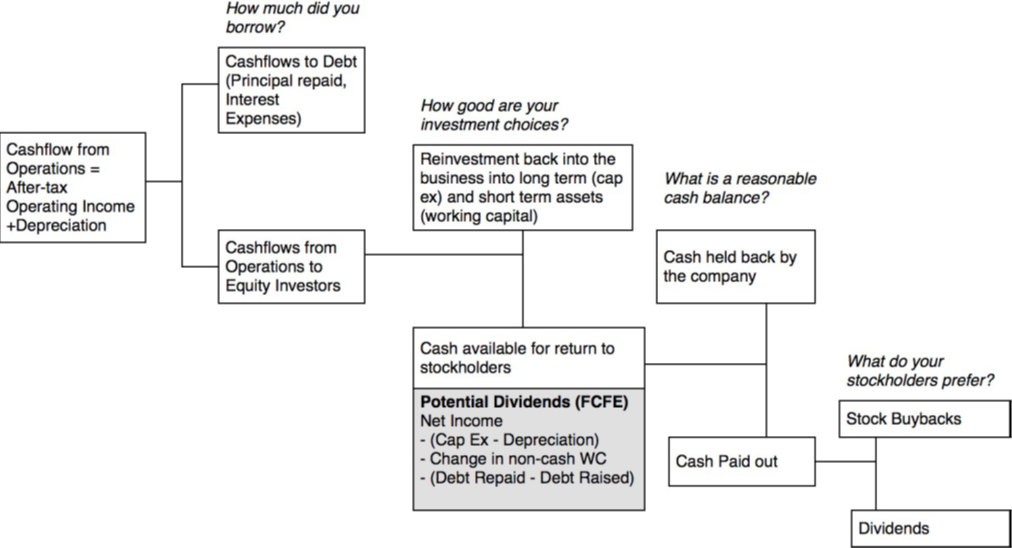 How much did you
borrow?
Cashflows to Debt
(Principal repaid,
Interest
Expenses)
How good are your
investment choices?
Cashflow from
Operations =
After-tax
Operating Income
+Depreciation
Reinvestment back into the
business into long term (cap
ex) and short term assets
(working capital)
What is a reasonable
cash balance?
Cashflows from
Operations to
Equity Investors
Cash held back by
the company
Cash available for return to
stockholders
Potential Dividends (FCFE)
Net Income
- (Cap Ex - Depreciation)
- Change in non-cash WC
- (Debt Repaid - Debt Raised)
What do your
stockholders prefer?
Stock Buybacks
Cash Paid out
Dividends